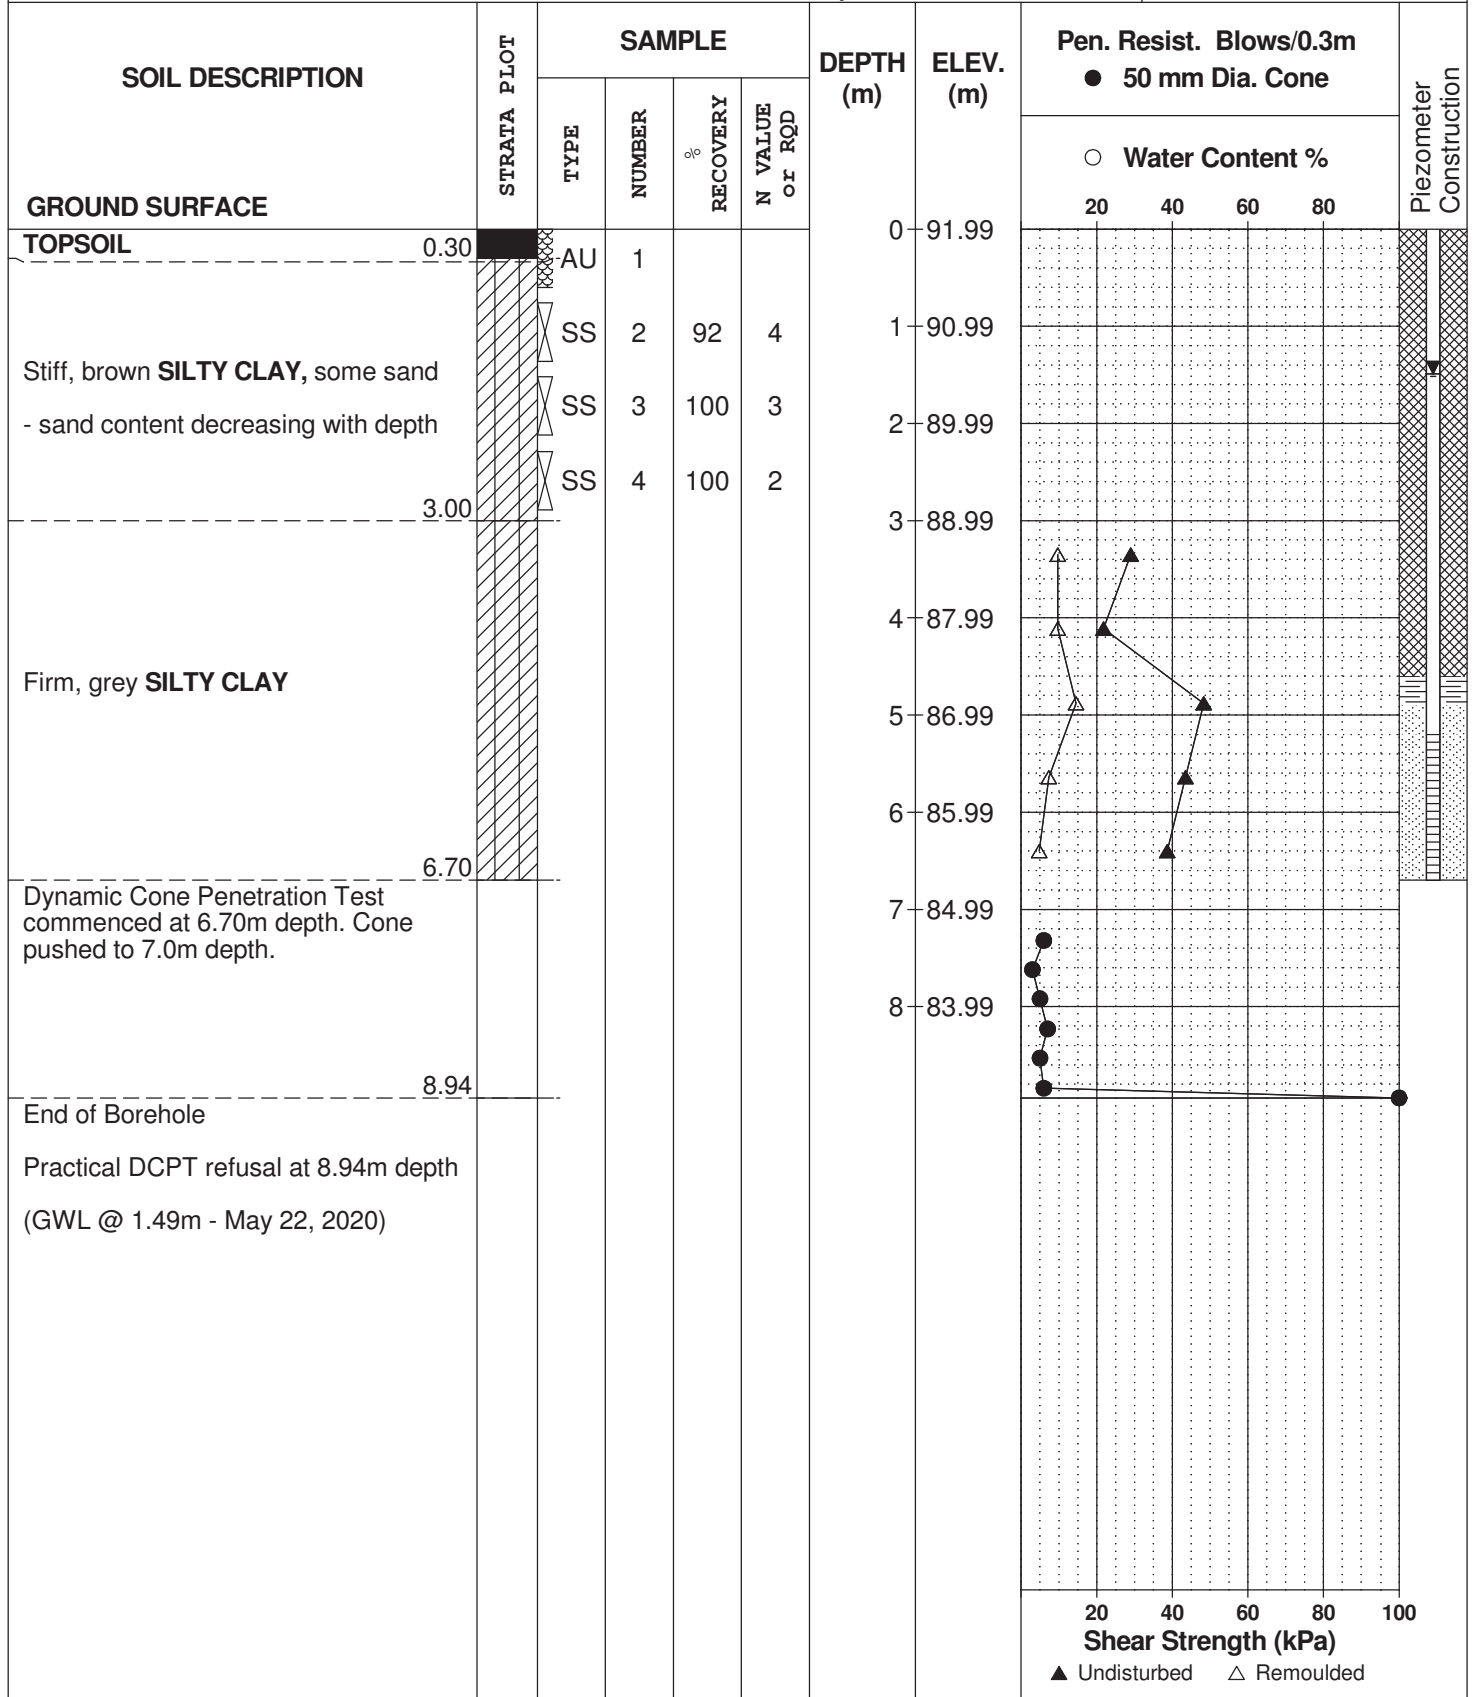 SOIL DESCRIPTION
GROUND SURFACE
STRATA PLOT
SAMPLE
TYPE
NUMBER
% RECOVERY
N VALUE or RQD
DEPTH (m)
ELEV. (m)
Pen. Resist. Blows/0.3m
● 50 mm Dia. Cone
○ Water Content %
20 40 60 80
Piezometer Construction
TOPSOIL 0.30
AU 1
0 91.99
SS 2 92 4
1 90.99
Stiff, brown SILTY CLAY, some sand
SS 3 100 3
- sand content decreasing with depth
2 89.99
SS 4 100 2
3.00
3 88.99
4 87.99
Firm, grey SILTY CLAY
5 86.99
6 85.99
6.70
Dynamic Cone Penetration Test
commenced at 6.70m depth. Cone
pushed to 7.0m depth.
7 84.99
8 83.99
8.94
End of Borehole
Practical DCPT refusal at 8.94m depth
(GWL @ 1.49m - May 22, 2020)
20 40 60 80 100
Shear Strength (kPa)
▲ Undisturbed △ Remoulded